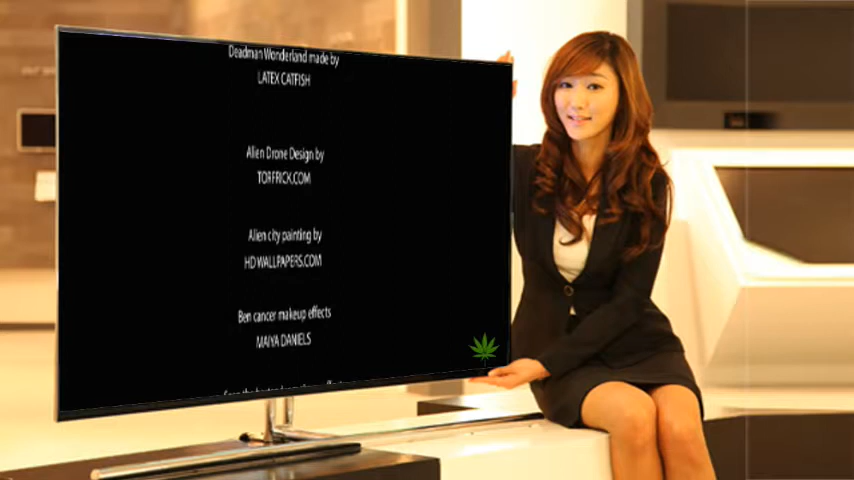 Deadman Wonderland made by
LATEX CATFISH
Alien Drone Design by
TORFRICK.COM
Alien city painting by
HDWALLPAPERS.COM
Ben cancer makeup effects
MAIYA DANIELS